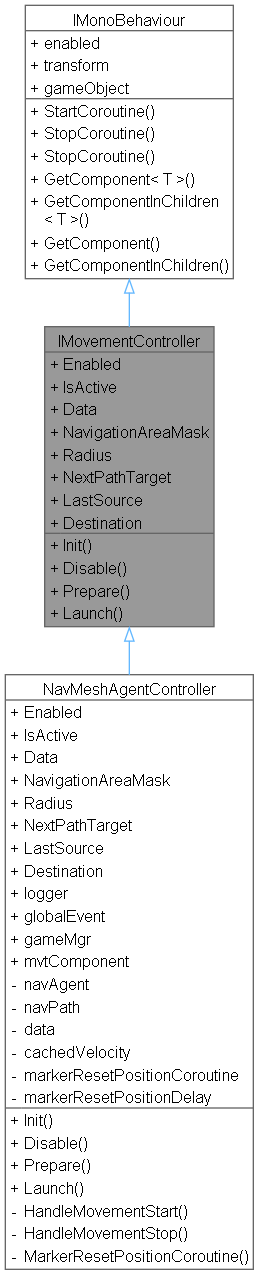 IMonoBehaviour
+ enabled
+ transform
+ gameObject
+ StartCoroutine()
+ StopCoroutine()
+ StopCoroutine()
+ GetComponent< T >()
+ GetComponentInChildren
< T >()
+ GetComponent()
+ GetComponentInChildren()
IMovementController
+ Enabled
+ IsActive
+ Data
+ NavigationAreaMask
+ Radius
+ NextPathTarget
+ LastSource
+ Destination
+ Init()
+ Disable()
+ Prepare()
+ Launch()
NavMeshAgentController
+ Enabled
+ IsActive
+ Data
+ NavigationAreaMask
+ Radius
+ NextPathTarget
+ LastSource
+ Destination
+ logger
+ globalEvent
+ gameMgr
+ mvtComponent
- navAgent
- navPath
- data
- cachedVelocity
- markerResetPositionCoroutine
- markerResetPositionDelay
+ Init()
+ Disable()
+ Prepare()
+ Launch()
- HandleMovementStart()
- HandleMovementStop()
- MarkerResetPositionCoroutine()